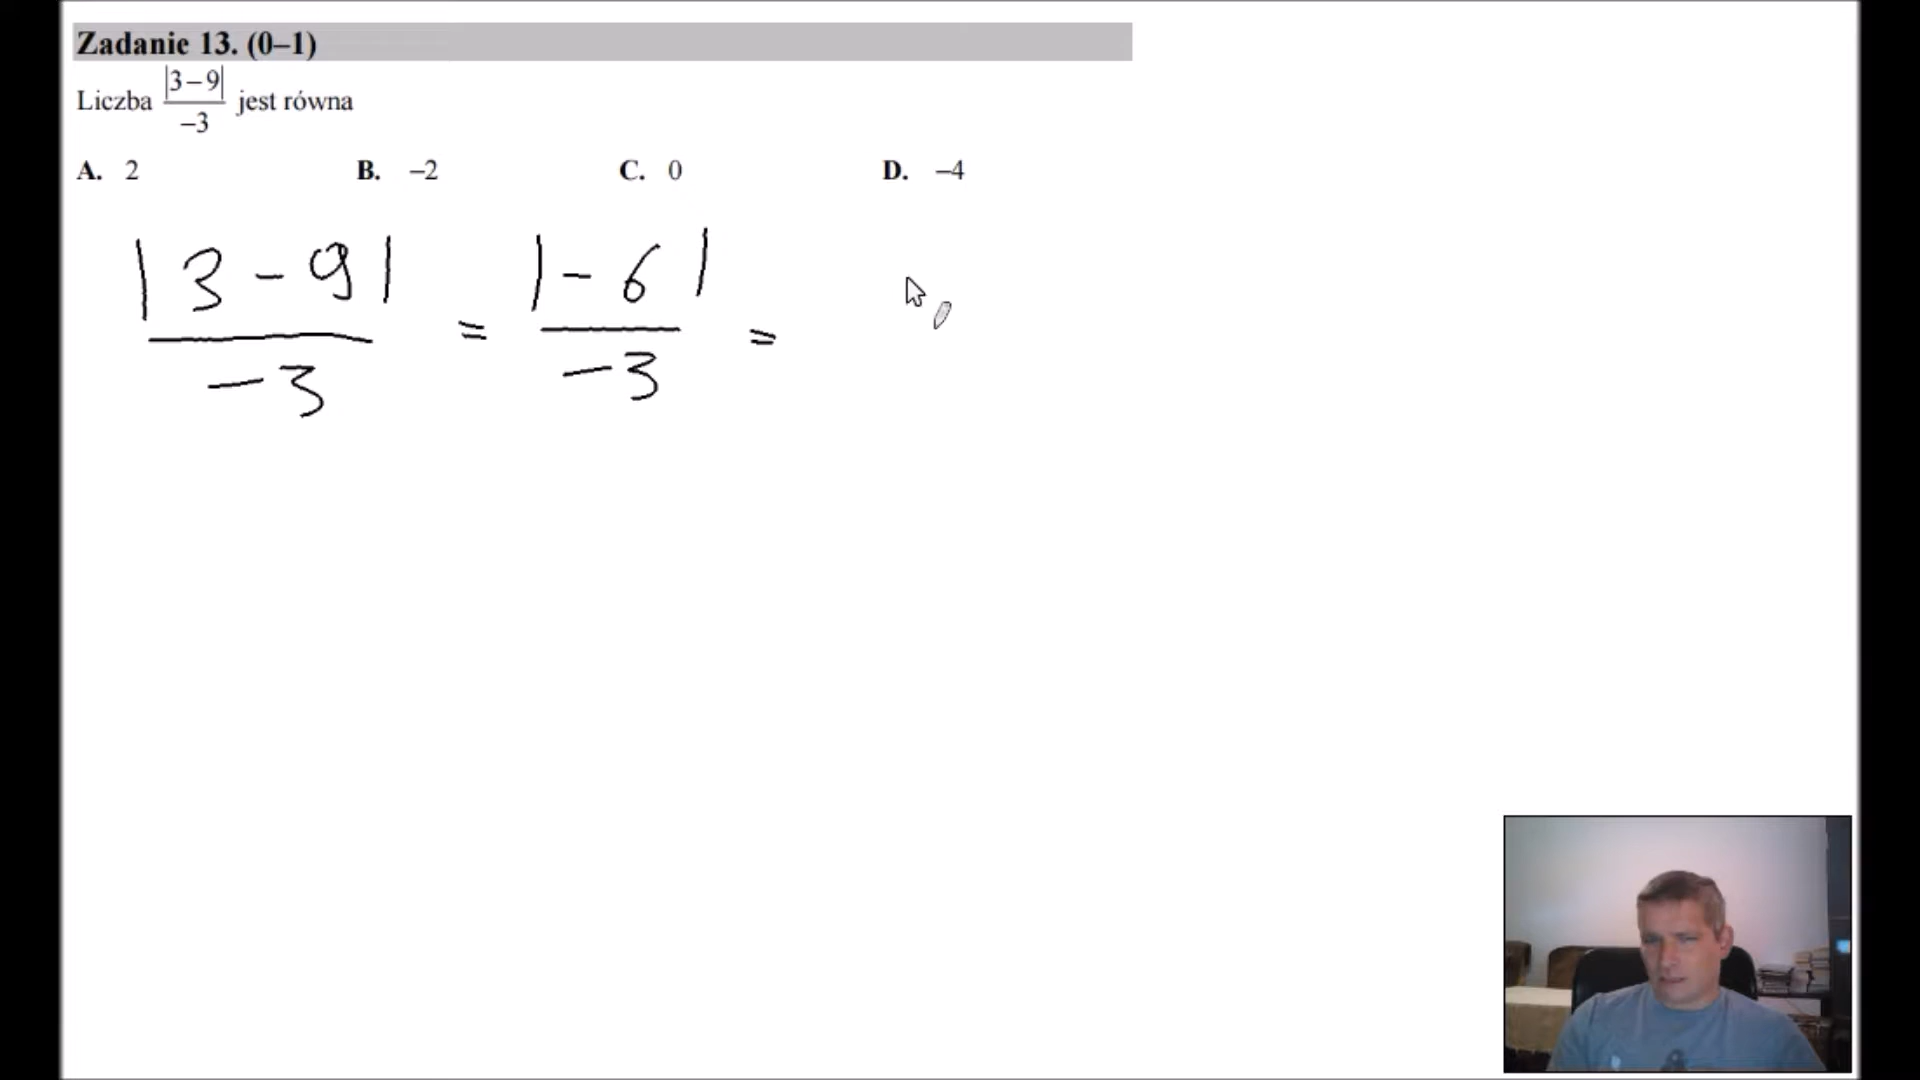 Zadanie 13. (0–1)
Liczba |3–9|/–3 jest równa
A. 2 B. –2 C. 0 D. –4
|3-9|/-3 = |-6|/-3 =